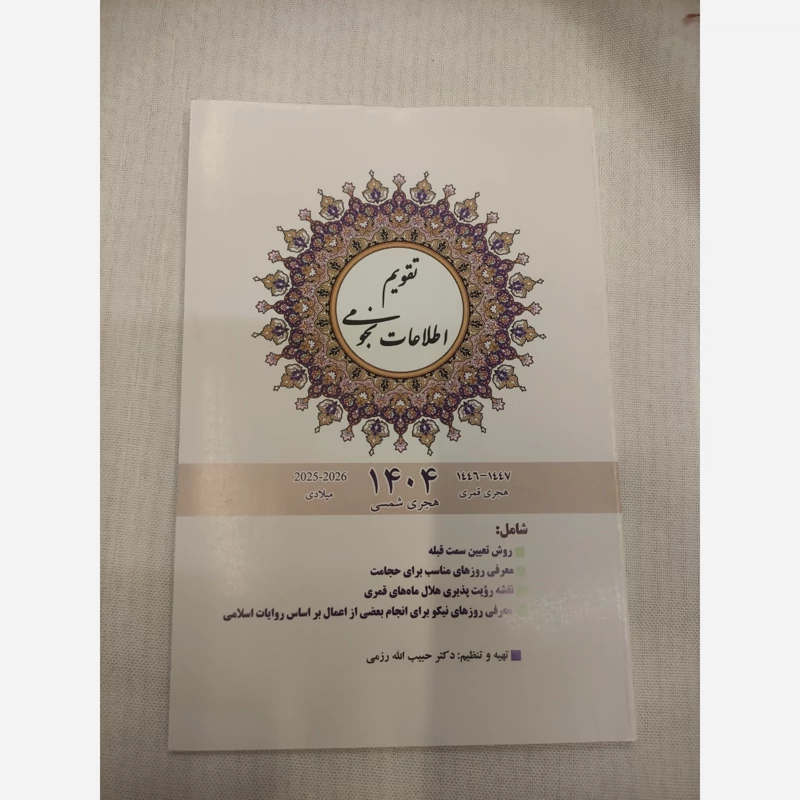 تقویم
اطلاعات نجومی
۱۴۴۶-۱۴۴۷
هجری قمری
۱۴۰۴
هجری شمسی
2025-2026
میلادی
شامل:
روش تعیین سمت قبله
معرفی روزهای مناسب برای حجامت
نقشه رؤیت پذیری هلال ماه‌های قمری
معرفی روزهای نیکو برای انجام بعضی از اعمال بر اساس روایات اسلامی
تهیه و تنظیم: دکتر حبیب الله رزمی